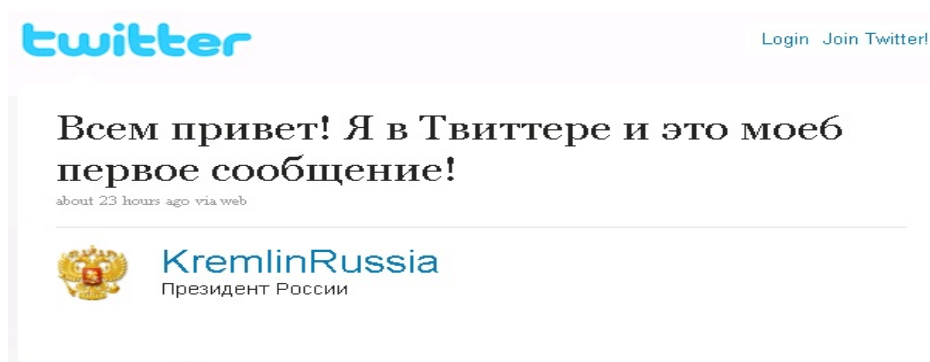 twitter
Login Join Twitter!
Всем привет! Я в Твиттере и это мое6
первое сообщение!
about 23 hours ago via web
KremlinRussia
Президент России